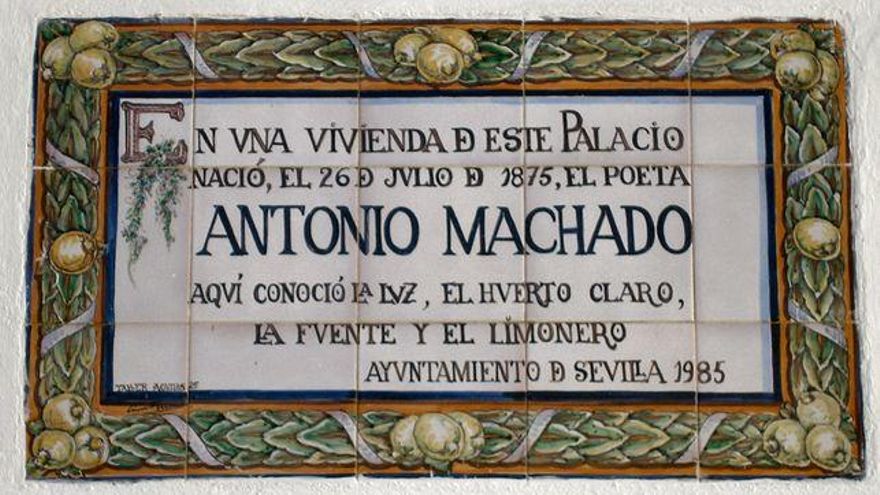 EN VNA VIVIENDA D ESTE PALACIO
NACIÓ, EL 26 D JVLIO D 1875, EL POETA
ANTONIO MACHADO
AQVÍ CONOCIÓ LA LVZ, EL HVERTO CLARO,
LA FVENTE Y EL LIMONERO
AYVNTAMIENTO D SEVILLA 1985
TALLER